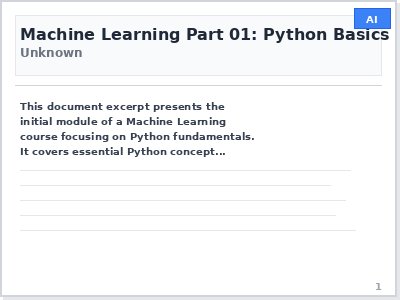 AI
Machine Learning Part 01: Python Basics
Unknown
This document excerpt presents the
initial module of a Machine Learning
course focusing on Python fundamentals.
It covers essential Python concept...
1